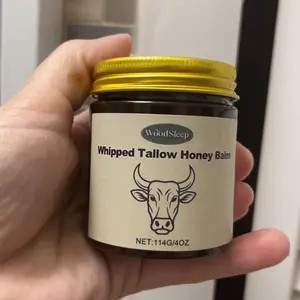 WoodSleep
Whipped Tallow Honey Balm
NET:114G/4OZ